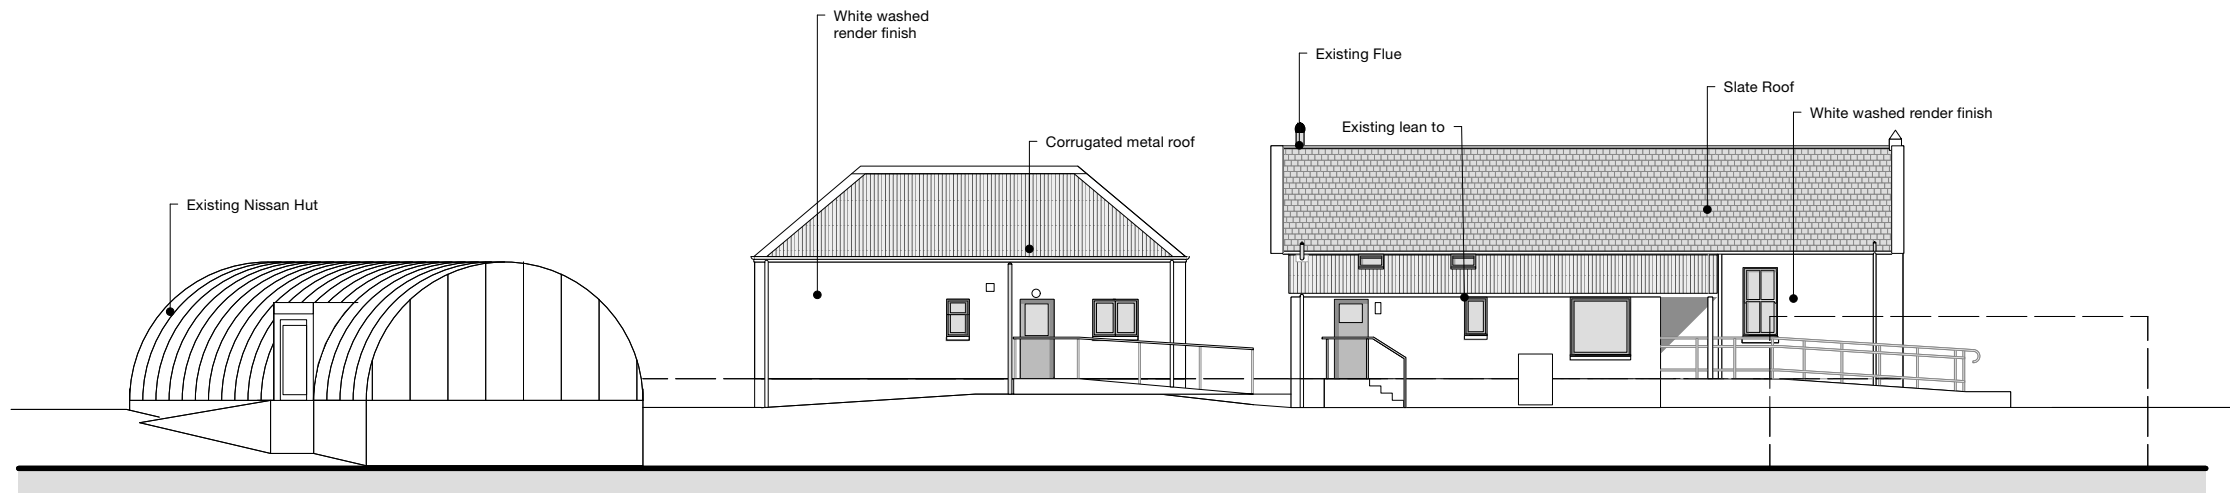 White washed
render finish
Existing Flue
Slate Roof
White washed render finish
Existing lean to
Corrugated metal roof
Existing Nissan Hut